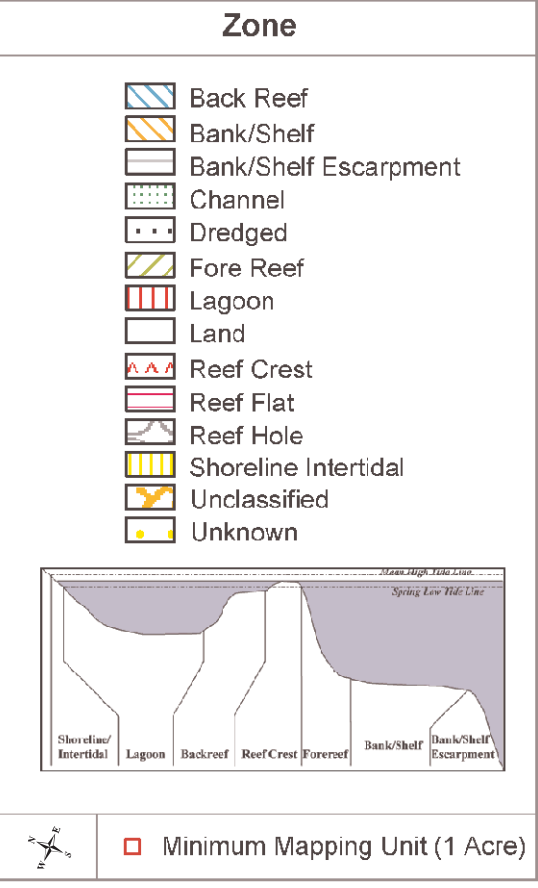 Zone
Back Reef
Bank/Shelf
Bank/Shelf Escarpment
Channel
Dredged
Fore Reef
Lagoon
Land
Reef Crest
Reef Flat
Reef Hole
Shoreline Intertidal
Unclassified
Unknown
Mean High Tide Line
Spring Low Tide Line
Shoreline/
Intertidal
Lagoon
Backreef
Reef Crest
Forereef
Bank/Shelf
Bank/Shelf
Escarpment
N
E
W
S
Minimum Mapping Unit (1 Acre)